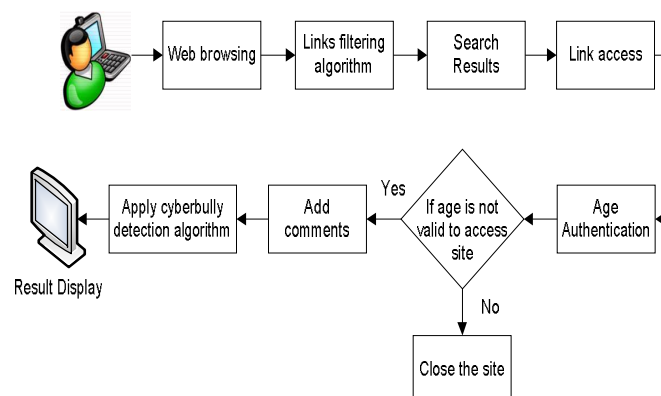 Web browsing
Links filtering
algorithm
Search
Results
Link access
Age
Authentication
If age is not
valid to access
site
Yes
Add
comments
Apply cyberbully
detection algorithm
Result Display
No
Close the site